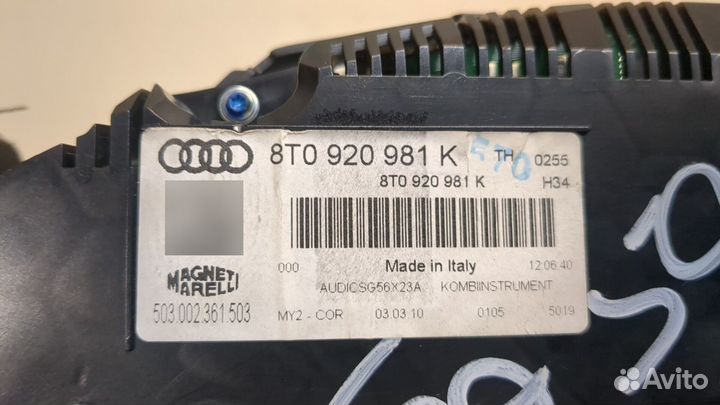 8T0 920 981 K TH 0255
8T0 920 981 K H34
570
000 Made in Italy 12:06:40
MAGNETI MARELLI
AUDICSG56X23A KOMBIINSTRUMENT
503.002.361.503
MY2 - COR 03.03.10 0105 5019
Avito